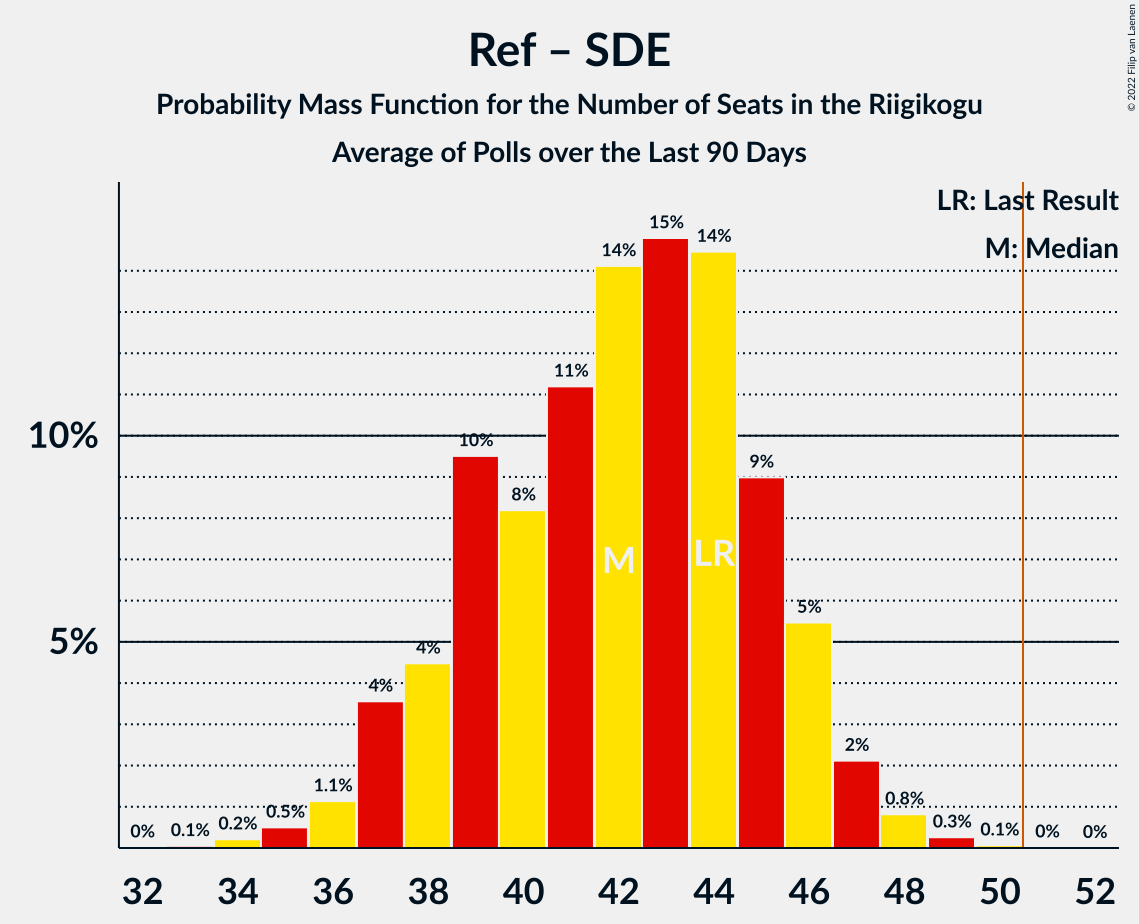 Ref – SDE
Probability Mass Function for the Number of Seats in the Riigikogu
Average of Polls over the Last 90 Days
© 2022 Filip van Laenen
LR: Last Result
M: Median
10%
5%
0% 0.1% 0.2% 0.5% 1.1% 4% 4% 10% 8% 11% 14% 15% 14% 9% 5% 2% 0.8% 0.3% 0.1% 0% 0%
M LR
32 34 36 38 40 42 44 46 48 50 52